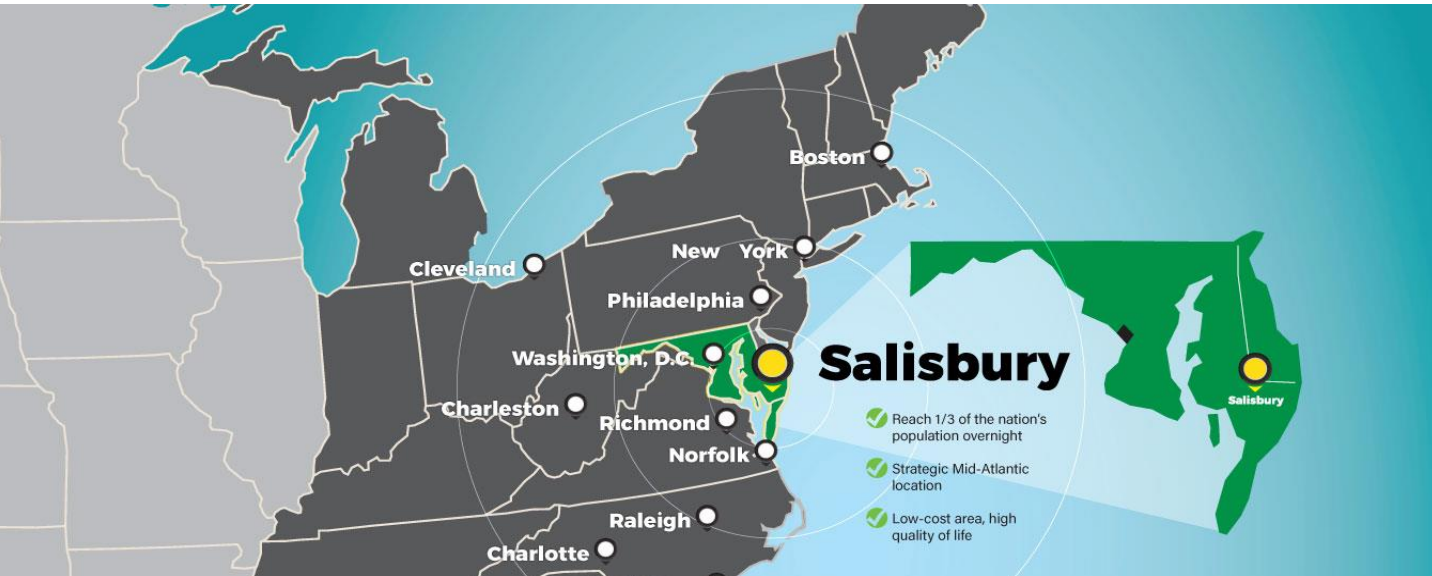 Boston
New York
Cleveland
Philadelphia
Washington, D.C.
Salisbury
Charleston
Richmond
Norfolk
Raleigh
Charlotte
Reach 1/3 of the nation's
population overnight
Strategic Mid-Atlantic
location
Low-cost area, high
quality of life
Salisbury